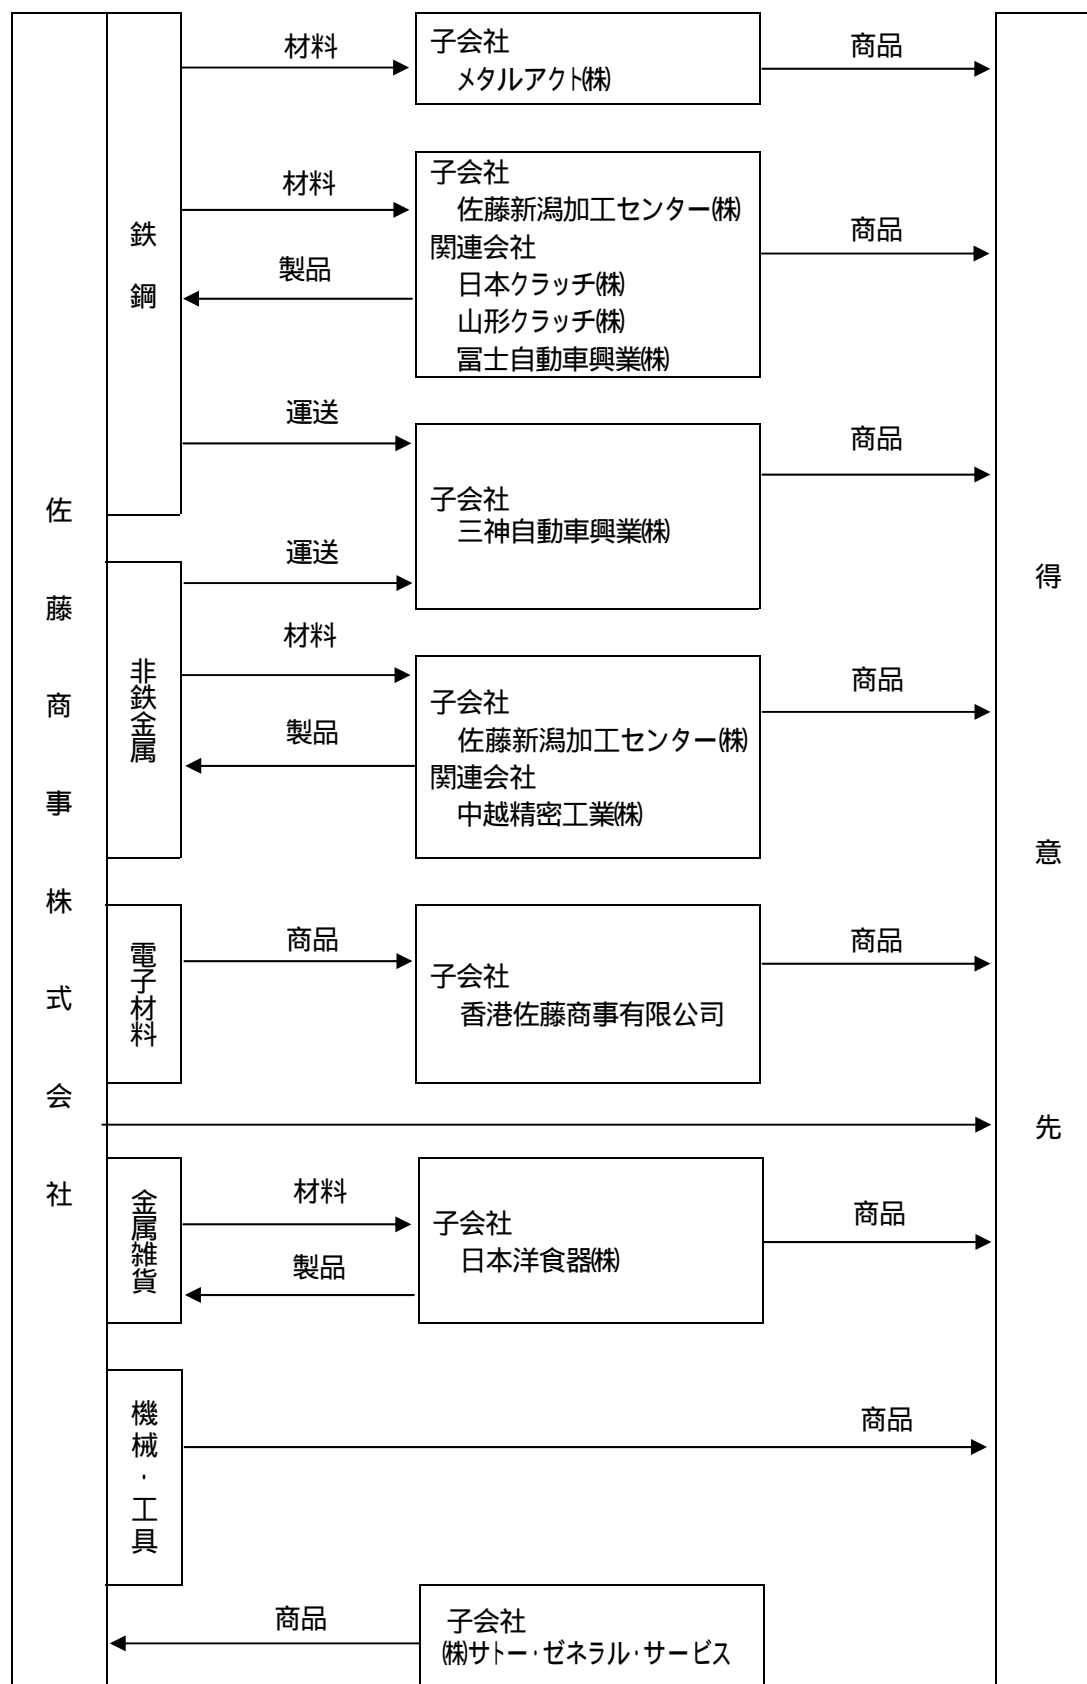 佐藤商事株式会社
鉄鋼
材料
子会社
メタルアクト㈱
商品
材料
製品
子会社
佐藤新潟加工センター㈱
関連会社
日本クラッチ㈱
山形クラッチ㈱
冨士自動車興業㈱
商品
運送
子会社
三神自動車興業㈱
商品
非鉄金属
運送
材料
製品
子会社
佐藤新潟加工センター㈱
関連会社
中越精密工業㈱
商品
電子材料
商品
子会社
香港佐藤商事有限公司
商品
金属雑貨
材料
製品
子会社
日本洋食器㈱
商品
機械・工具
商品
商品
子会社
㈱サトー・ゼネラル・サービス
得意先